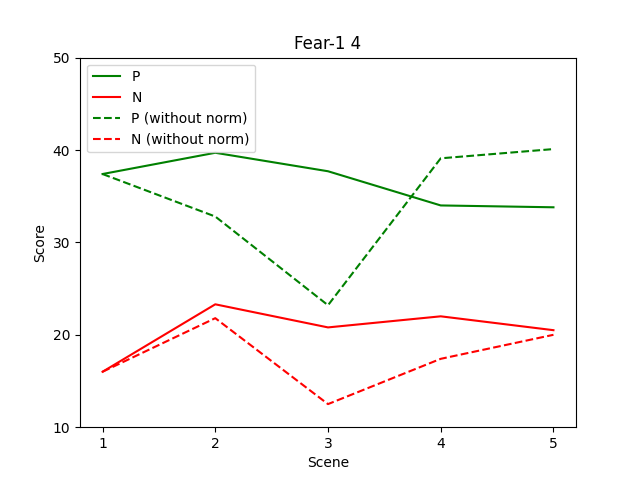 Fear-1 4
50
40
30
20
10
Score
P
N
P (without norm)
N (without norm)
1 2 3 4 5
Scene